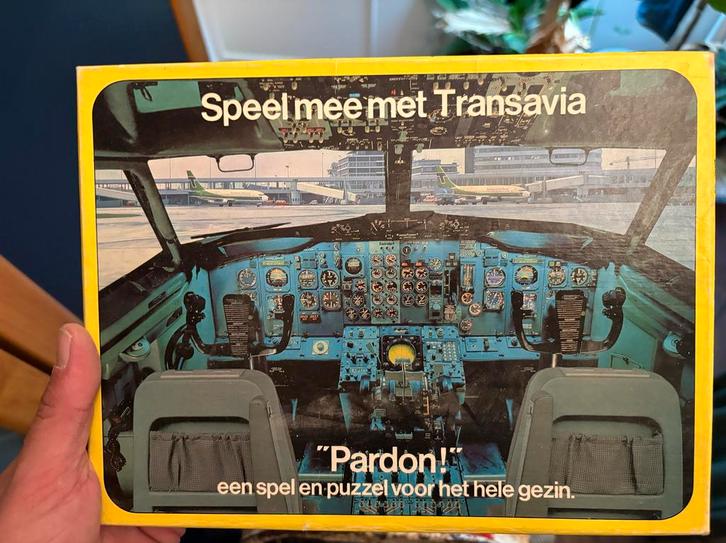 Speel mee met Transavia
"Pardon!"
een spel en puzzel voor het hele gezin.